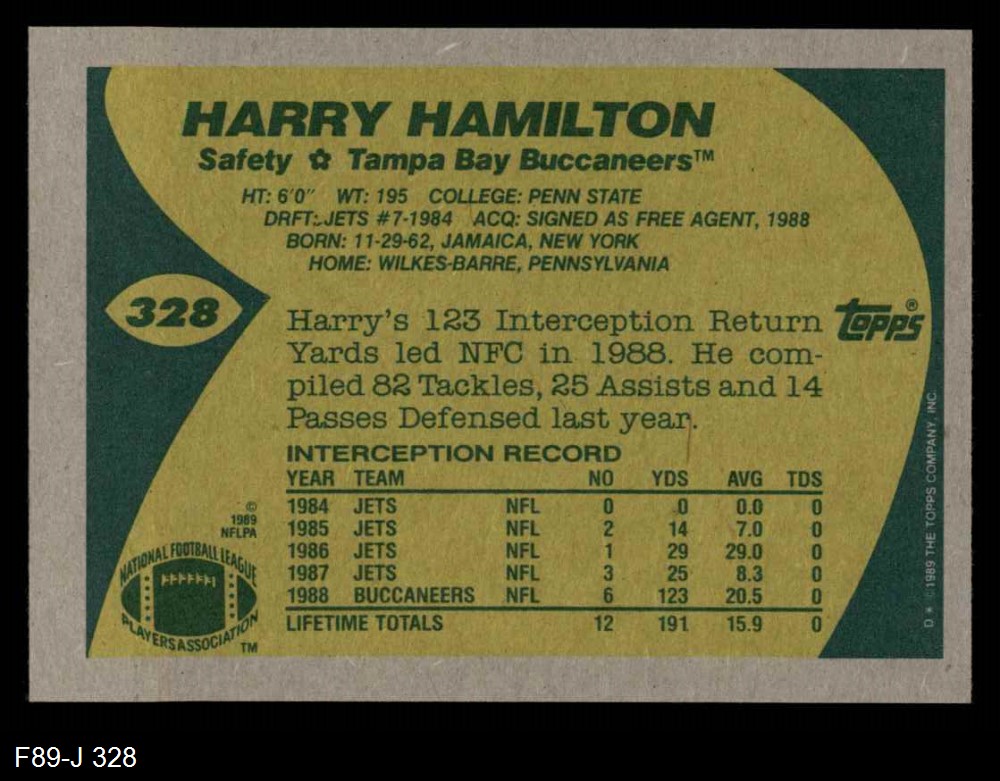 HARRY HAMILTON
Safety ✿ Tampa Bay Buccaneers™
HT: 6'0" WT: 195 COLLEGE: PENN STATE
DRFT: JETS #7-1984 ACQ: SIGNED AS FREE AGENT, 1988
BORN: 11-29-62, JAMAICA, NEW YORK
HOME: WILKES-BARRE, PENNSYLVANIA
328
Topps®
Harry's 123 Interception Return
Yards led NFC in 1988. He com-
piled 82 Tackles, 25 Assists and 14
Passes Defensed last year.
INTERCEPTION RECORD
YEAR TEAM NO YDS AVG TDS
1984 JETS NFL 0 0 0.0 0
1985 JETS NFL 2 14 7.0 0
1986 JETS NFL 1 29 29.0 0
1987 JETS NFL 3 25 8.3 0
1988 BUCCANEERS NFL 6 123 20.5 0
LIFETIME TOTALS 12 191 15.9 0
©
1989
NFLPA
NATIONAL FOOTBALL LEAGUE
PLAYERS ASSOCIATION
TM
D* ©1989 THE TOPPS COMPANY, INC.
F89-J 328